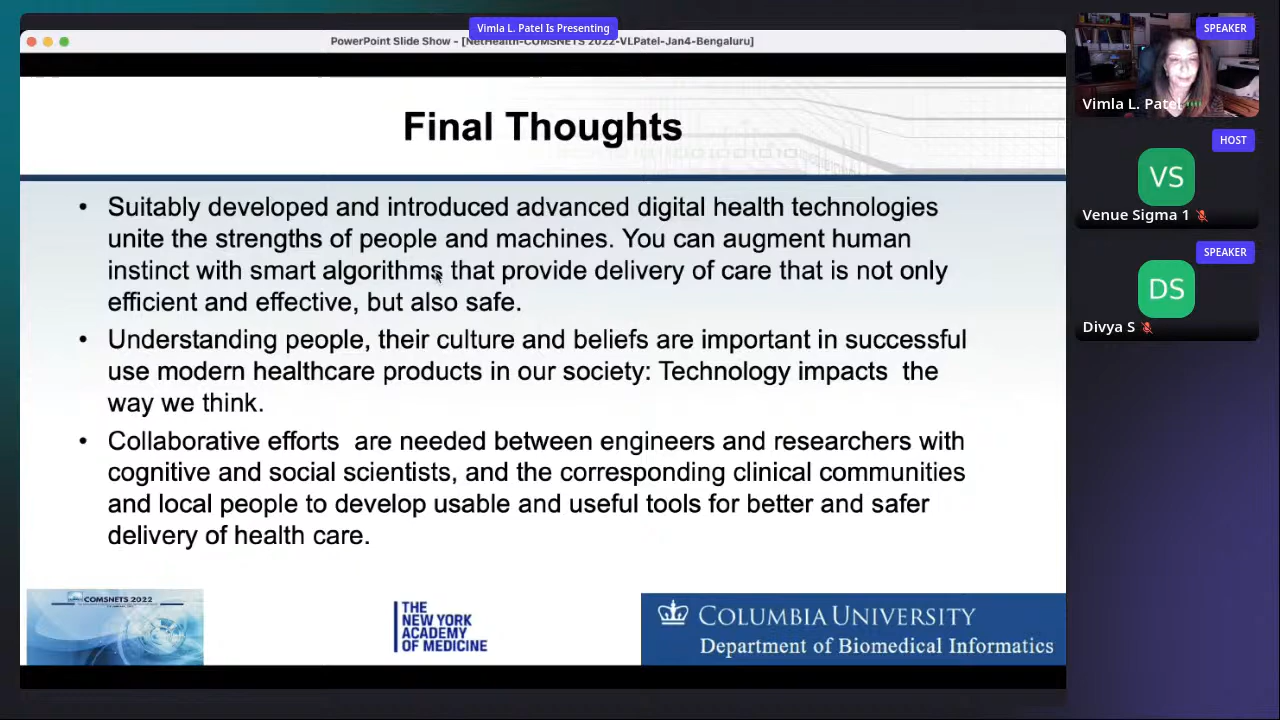 Vimla L. Patel Is Presenting
PowerPoint Slide Show - [NetHealth-COMSNETS 2022-VLPatel-Jan4-Bengaluru]
Final Thoughts
• Suitably developed and introduced advanced digital health technologies
unite the strengths of people and machines. You can augment human
instinct with smart algorithms that provide delivery of care that is not only
efficient and effective, but also safe.
• Understanding people, their culture and beliefs are important in successful
use modern healthcare products in our society: Technology impacts the
way we think.
• Collaborative efforts are needed between engineers and researchers with
cognitive and social scientists, and the corresponding clinical communities
and local people to develop usable and useful tools for better and safer
delivery of health care.
COMSNETS 2022
THE
NEW YORK
ACADEMY
OF MEDICINE
COLUMBIA UNIVERSITY
Department of Biomedical Informatics
SPEAKER
Vimla L. Patel
HOST
VS
Venue Sigma 1
SPEAKER
DS
Divya S